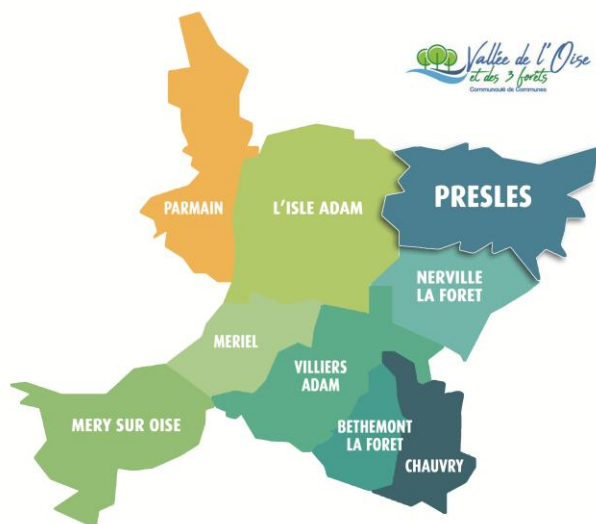 Vallée de l'Oise
et des 3 forêts
Communauté de Communes
PRESLES
PARMAIN
L'ISLE ADAM
NERVILLE
LA FORET
MERIEL
VILLIERS
ADAM
MERY SUR OISE
BETHEMONT
LA FORET
CHAUVRY